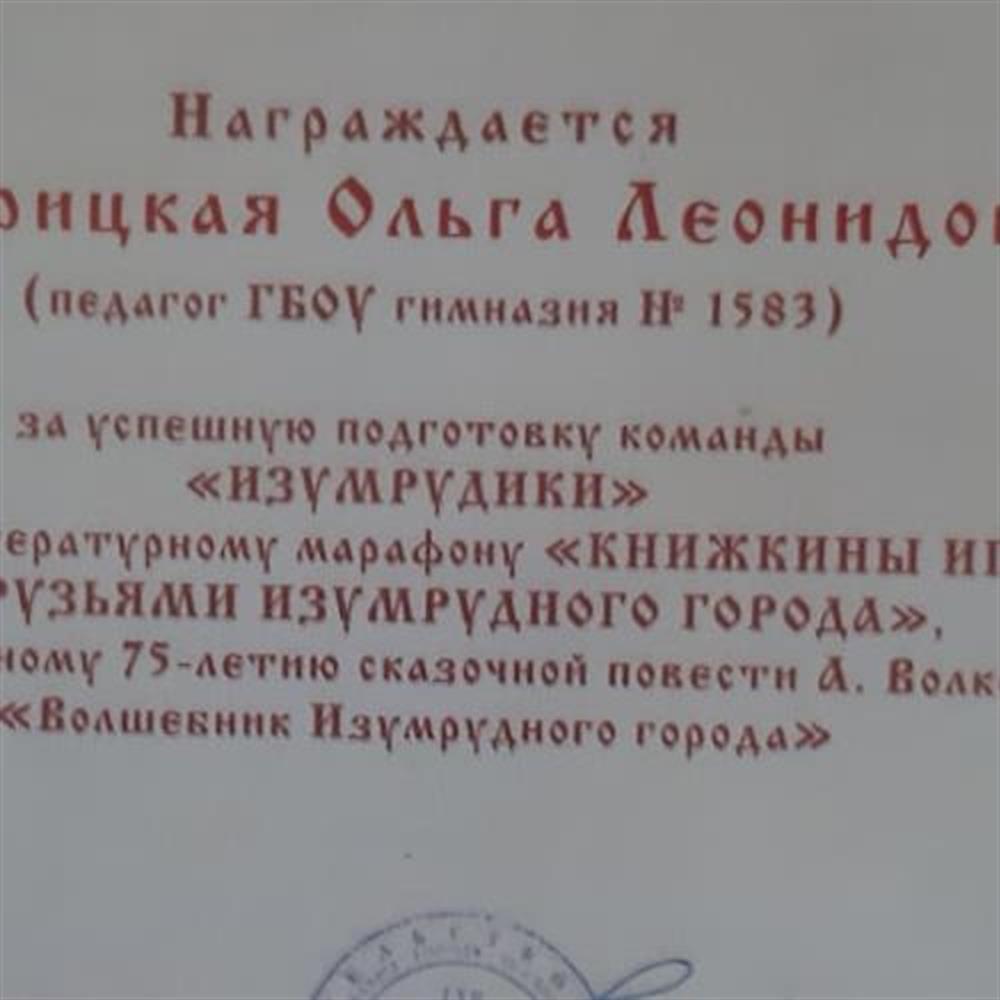 Награждается
рицкая Ольга Леонидо
(педагог ГБОУ гимназия № 1583)
за успешную подготовку команды
«ИЗУМРУДИКИ»
ературному марафону «КНИЖКИНЫ ИГ
РУЗЬЯМИ ИЗУМРУДНОГО ГОРОДА»,
ному 75-летию сказочной повести А. Волк
«Волшебник Изумрудного города»